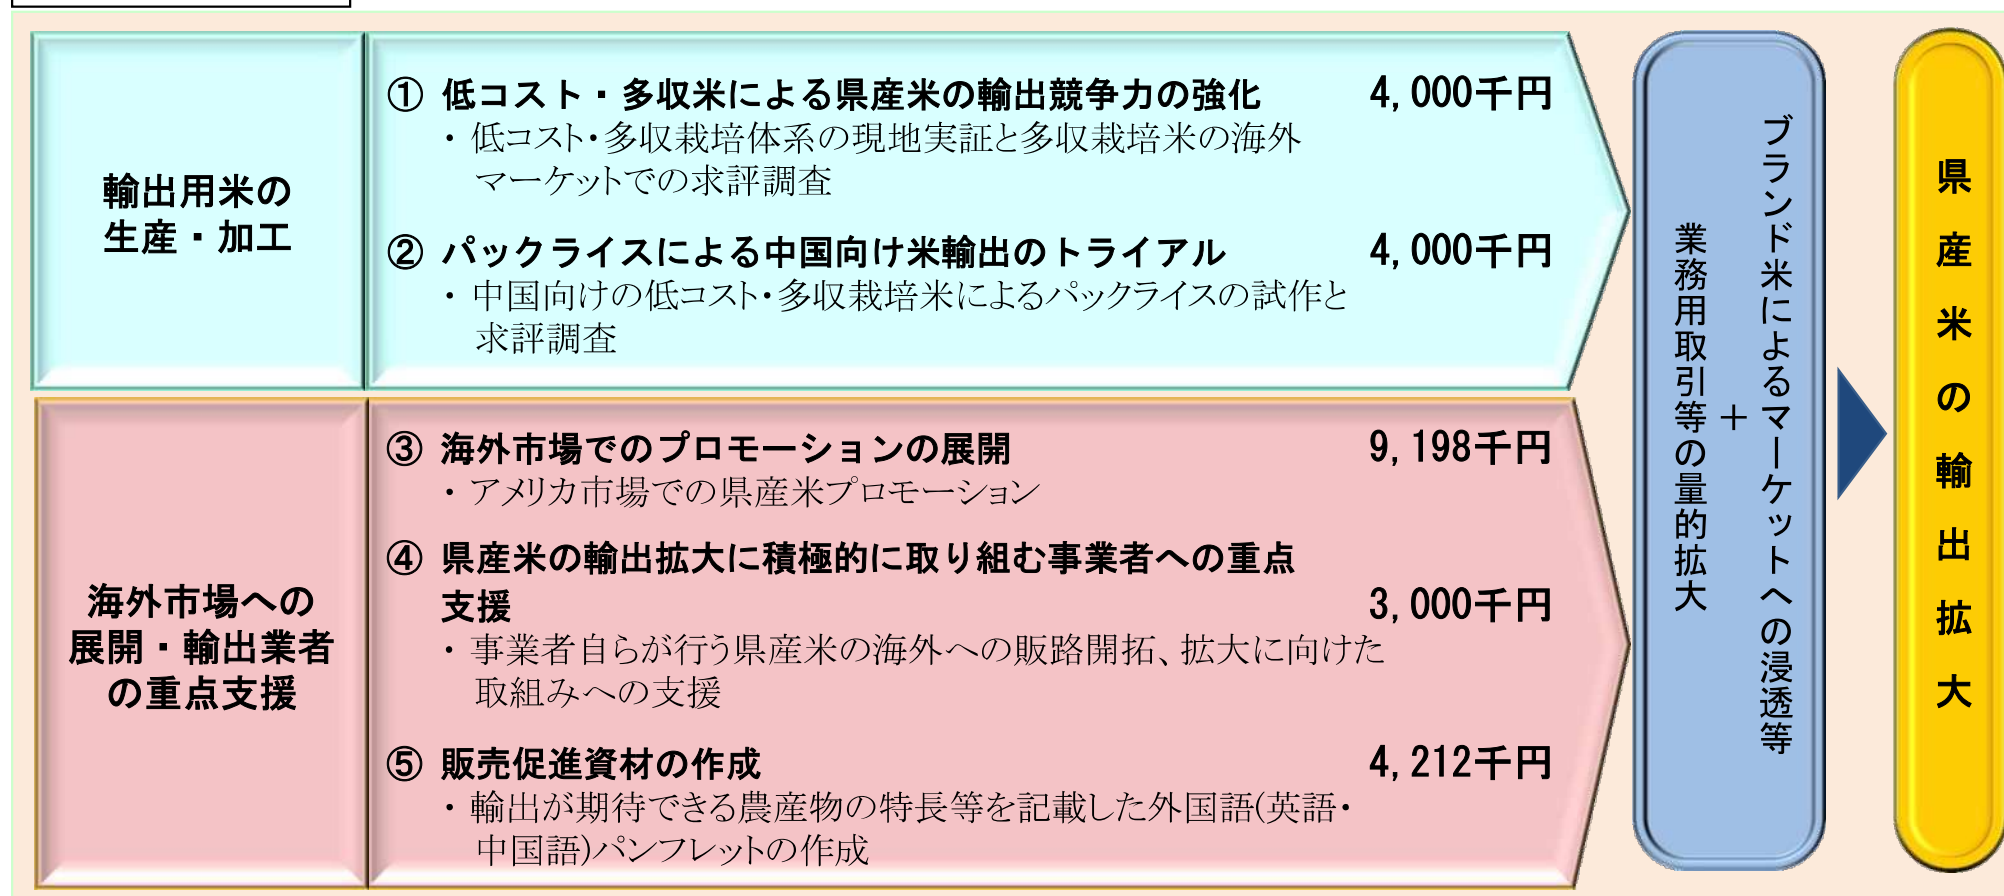 輸出用米の
生産・加工
① 低コスト・多収米による県産米の輸出競争力の強化 4,000千円
・低コスト・多収栽培体系の現地実証と多収栽培米の海外
マーケットでの求評調査
② パックライスによる中国向け米輸出のトライアル 4,000千円
・中国向けの低コスト・多収栽培米によるパックライスの試作と
求評調査
海外市場への
展開・輸出業者
の重点支援
③ 海外市場でのプロモーションの展開 9,198千円
・アメリカ市場での県産米プロモーション
④ 県産米の輸出拡大に積極的に取り組む事業者への重点
支援 3,000千円
・事業者自らが行う県産米の海外への販路開拓、拡大に向けた
取組みへの支援
⑤ 販売促進資材の作成 4,212千円
・輸出が期待できる農産物の特長等を記載した外国語(英語・
中国語)パンフレットの作成
ブランド米によるマーケットへの浸透等
＋
業務用取引等の量的拡大
県産米の輸出拡大